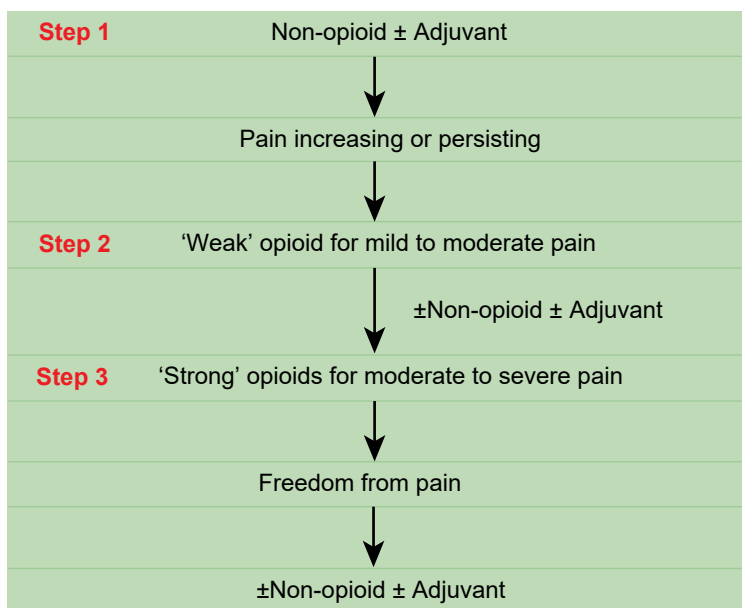 Step 1 Non-opioid ± Adjuvant
Pain increasing or persisting
Step 2 ‘Weak’ opioid for mild to moderate pain
±Non-opioid ± Adjuvant
Step 3 ‘Strong’ opioids for moderate to severe pain
Freedom from pain
±Non-opioid ± Adjuvant